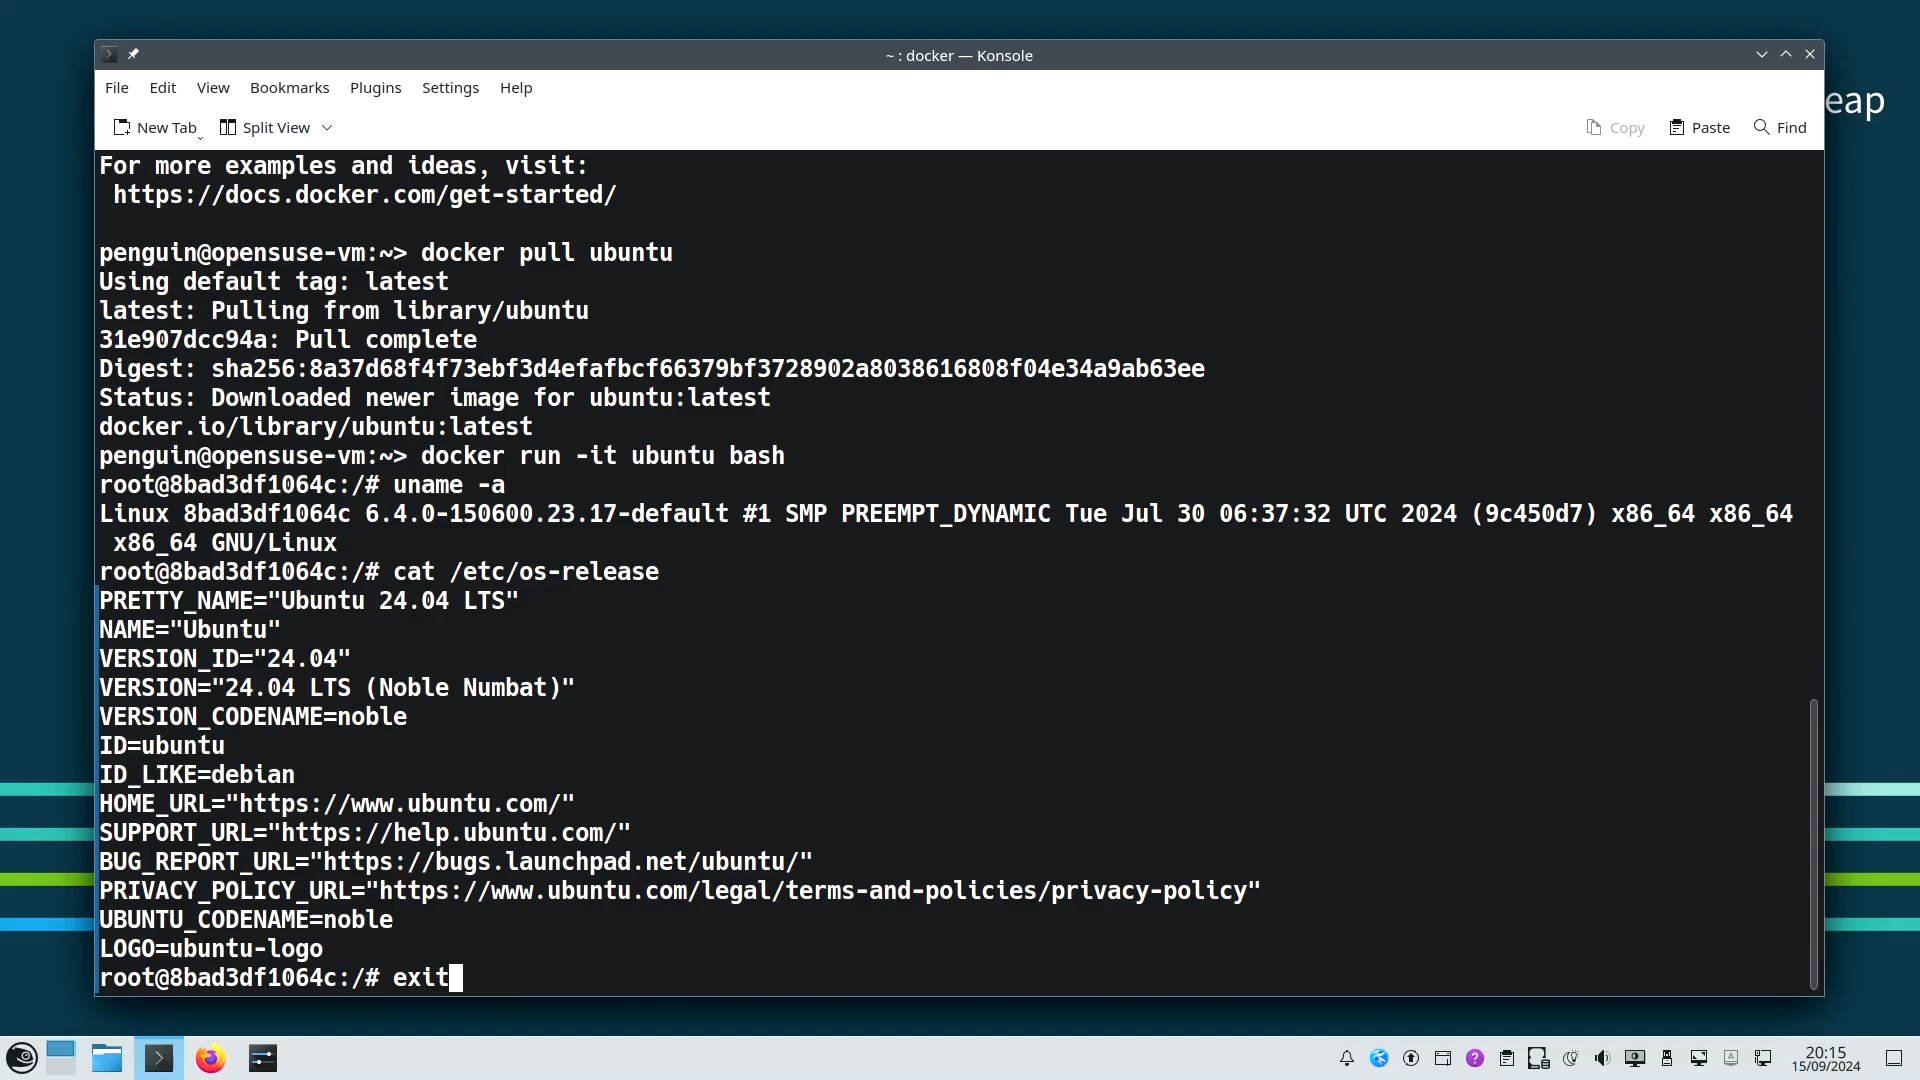 ~ : docker — Konsole
File Edit View Bookmarks Plugins Settings Help
eap
New Tab Split View Copy Paste Find
For more examples and ideas, visit:
https://docs.docker.com/get-started/
penguin@opensuse-vm:~> docker pull ubuntu
Using default tag: latest
latest: Pulling from library/ubuntu
31e907dcc94a: Pull complete
Digest: sha256:8a37d68f4f73ebf3d4efafbcf66379bf3728902a8038616808f04e34a9ab63ee
Status: Downloaded newer image for ubuntu:latest
docker.io/library/ubuntu:latest
penguin@opensuse-vm:~> docker run -it ubuntu bash
root@8bad3df1064c:/# uname -a
Linux 8bad3df1064c 6.4.0-150600.23.17-default #1 SMP PREEMPT_DYNAMIC Tue Jul 30 06:37:32 UTC 2024 (9c450d7) x86_64 x86_64
x86_64 GNU/Linux
root@8bad3df1064c:/# cat /etc/os-release
PRETTY_NAME="Ubuntu 24.04 LTS"
NAME="Ubuntu"
VERSION_ID="24.04"
VERSION="24.04 LTS (Noble Numbat)"
VERSION_CODENAME=noble
ID=ubuntu
ID_LIKE=debian
HOME_URL="https://www.ubuntu.com/"
SUPPORT_URL="https://help.ubuntu.com/"
BUG_REPORT_URL="https://bugs.launchpad.net/ubuntu/"
PRIVACY_POLICY_URL="https://www.ubuntu.com/legal/terms-and-policies/privacy-policy"
UBUNTU_CODENAME=noble
LOGO=ubuntu-logo
root@8bad3df1064c:/# exit
20:15
15/09/2024